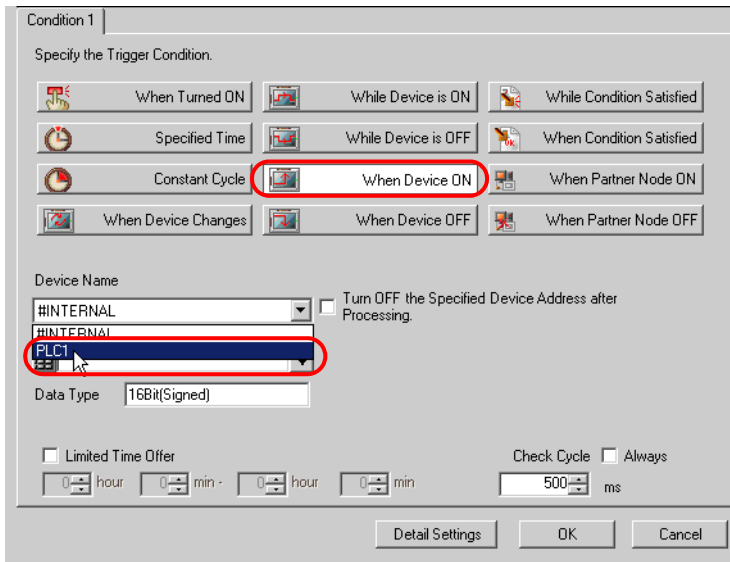 Condition 1
Specify the Trigger Condition.
When Turned ON While Device is ON While Condition Satisfied
Specified Time While Device is OFF When Condition Satisfied
Constant Cycle When Device ON When Partner Node ON
When Device Changes When Device OFF When Partner Node OFF
Device Name
#INTERNAL Turn OFF the Specified Device Address after
Processing.
#INTERNAL
PLC1
Data Type 16Bit(Signed)
Limited Time Offer Check Cycle Always
0 hour 0 min - 0 hour 0 min 500 ms
Detail Settings OK Cancel